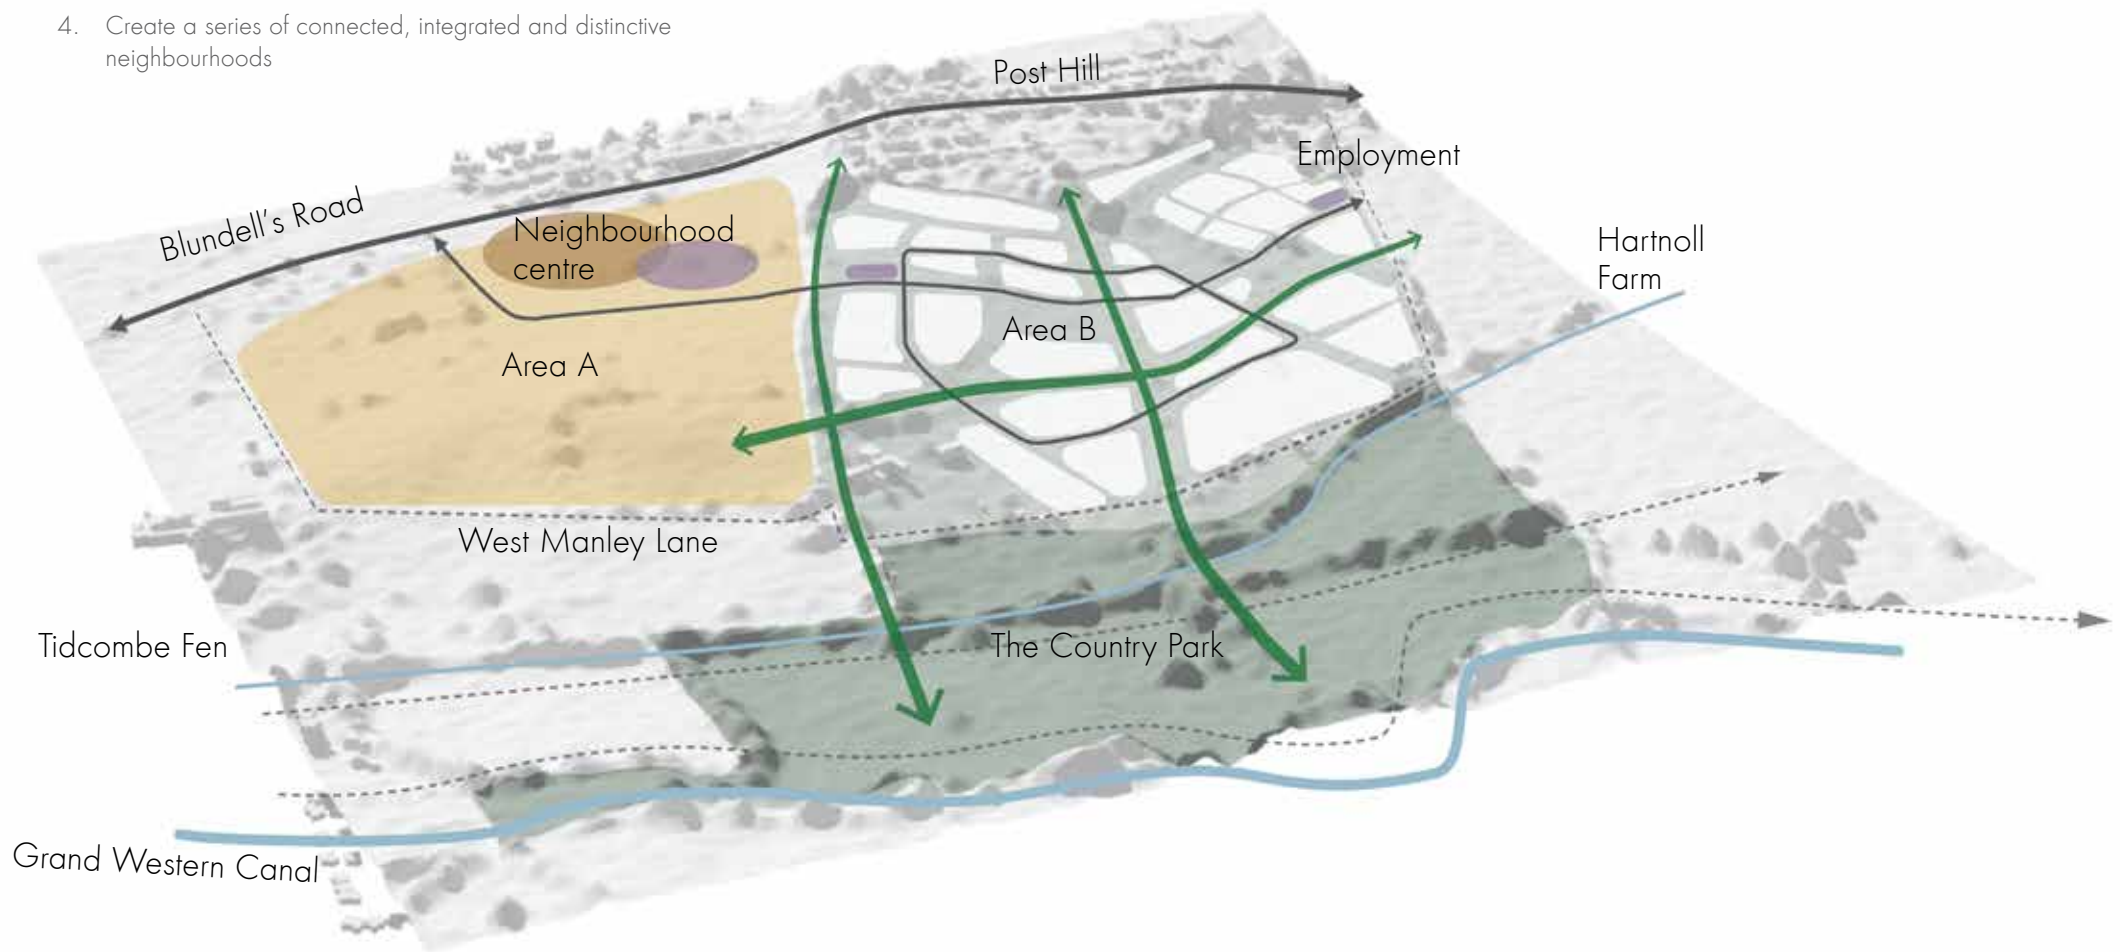 4. Create a series of connected, integrated and distinctive
neighbourhoods
Post Hill
Employment
Blundell's Road
Neighbourhood
centre
Hartnoll
Farm
Area B
Area A
West Manley Lane
Tidcombe Fen
The Country Park
Grand Western Canal